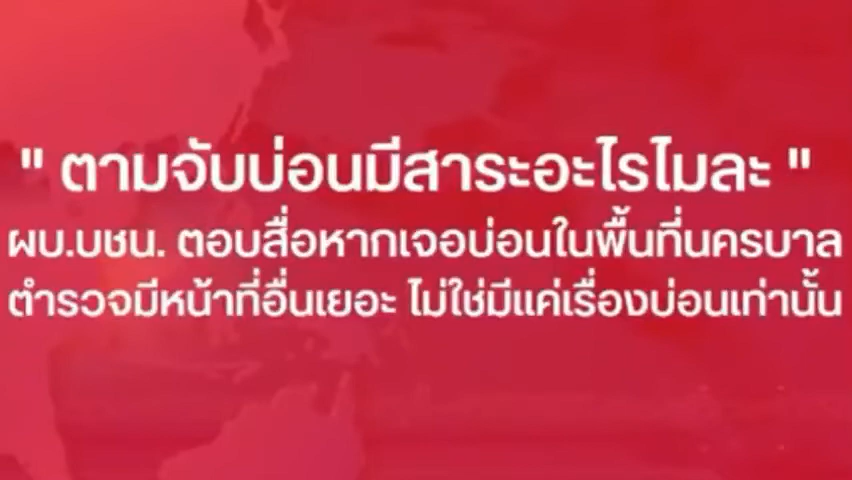 " ตามจับบ่อนมีสาระอะไรไมละ "
ผบ.บชน. ตอบสื่อหากเจอบ่อนในพื้นที่นครบาล
ตำรวจมีหน้าที่อื่นเยอะ ไม่ใช่มีแค่เรื่องบ่อนเท่านั้น